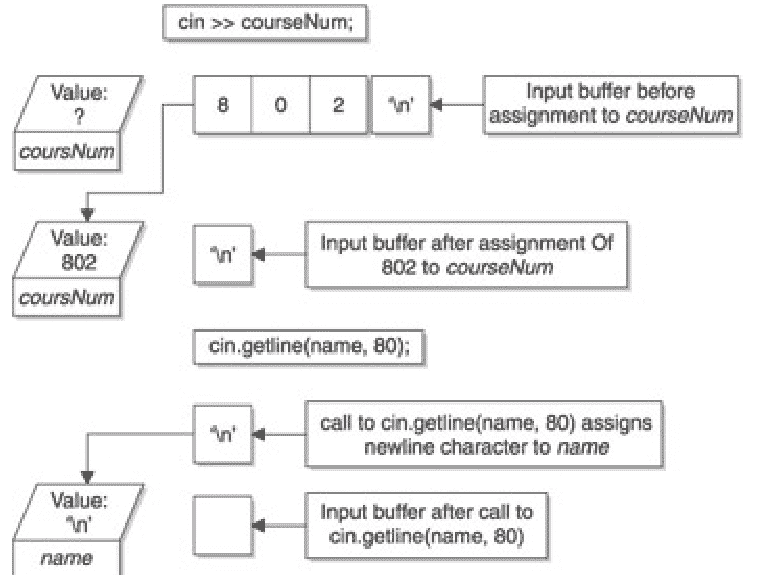 cin >> courseNum;
Value:
?
coursNum
8 0 2 '\n'
Input buffer before
assignment to courseNum
Value:
802
coursNum
'\n'
Input buffer after assignment Of
802 to courseNum
cin.getline(name, 80);
'\n'
call to cin.getline(name, 80) assigns
newline character to name
Value:
'\n'
name
Input buffer after call to
cin.getline(name, 80)